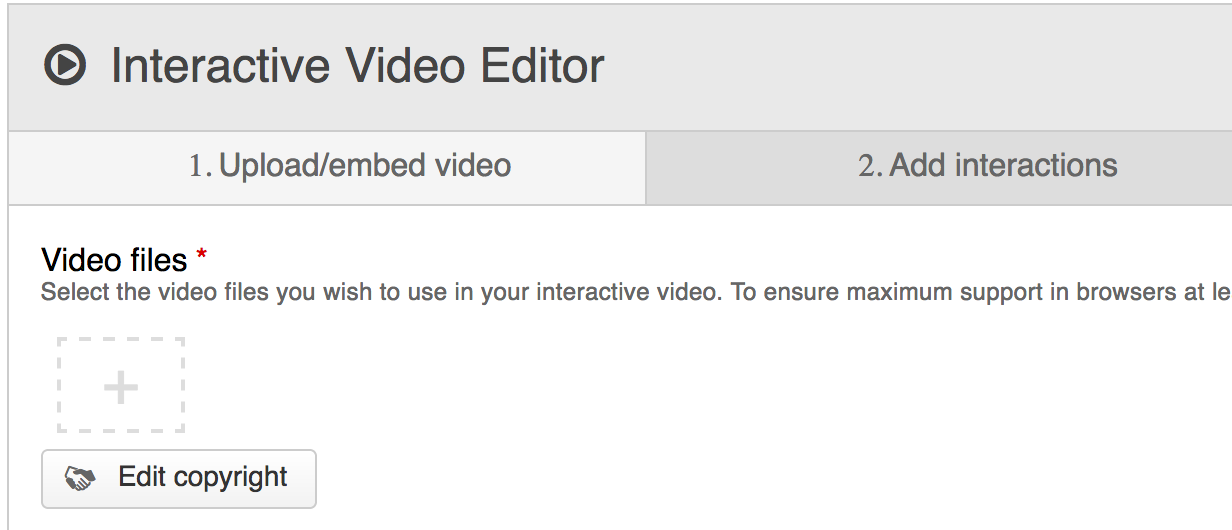 Interactive Video Editor
1. Upload/embed video
2. Add interactions
Video files *
Select the video files you wish to use in your interactive video. To ensure maximum support in browsers at le
Edit copyright